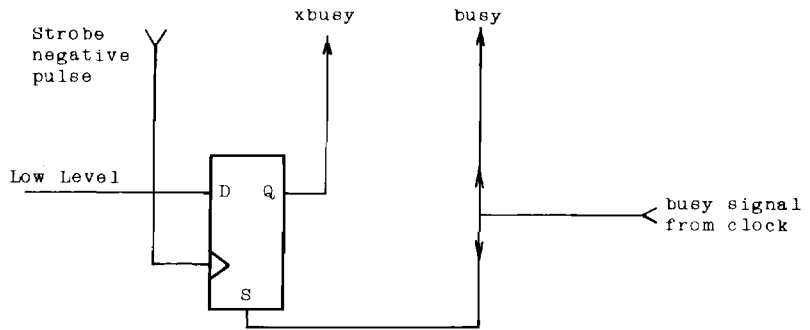 Strobe
negative
pulse
xbusy
busy
Low Level
D
Q
S
busy signal
from clock